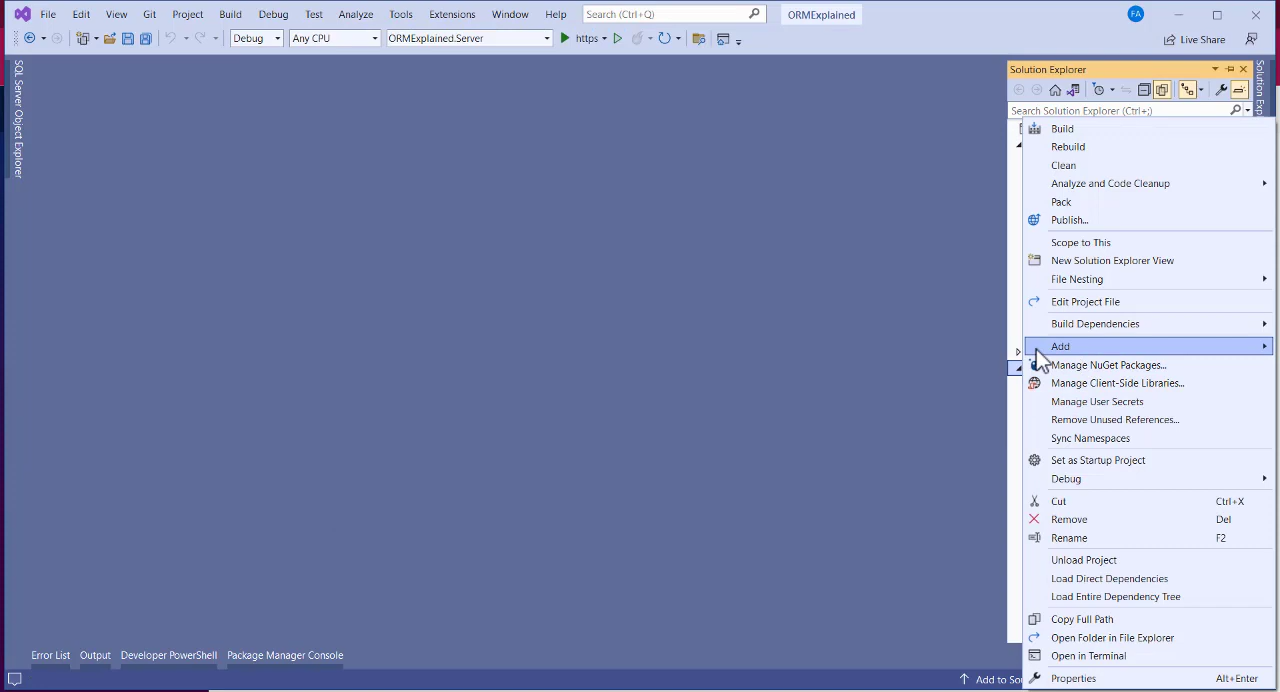 File Edit View Git Project Build Debug Test Analyze Tools Extensions Window Help Search (Ctrl+Q) ORMExplained FA
Debug Any CPU ORMExplained.Server https Live Share
SQL Server Object Explorer
Solution Explorer
Search Solution Explorer (Ctrl+;)
Build
Rebuild
Clean
Analyze and Code Cleanup
Pack
Publish...
Scope to This
New Solution Explorer View
File Nesting
Edit Project File
Build Dependencies
Add
Manage NuGet Packages...
Manage Client-Side Libraries...
Manage User Secrets
Remove Unused References...
Sync Namespaces
Set as Startup Project
Debug
Cut Ctrl+X
Remove Del
Rename F2
Unload Project
Load Direct Dependencies
Load Entire Dependency Tree
Copy Full Path
Open Folder in File Explorer
Open in Terminal
Properties Alt+Enter
Error List Output Developer PowerShell Package Manager Console
Add to